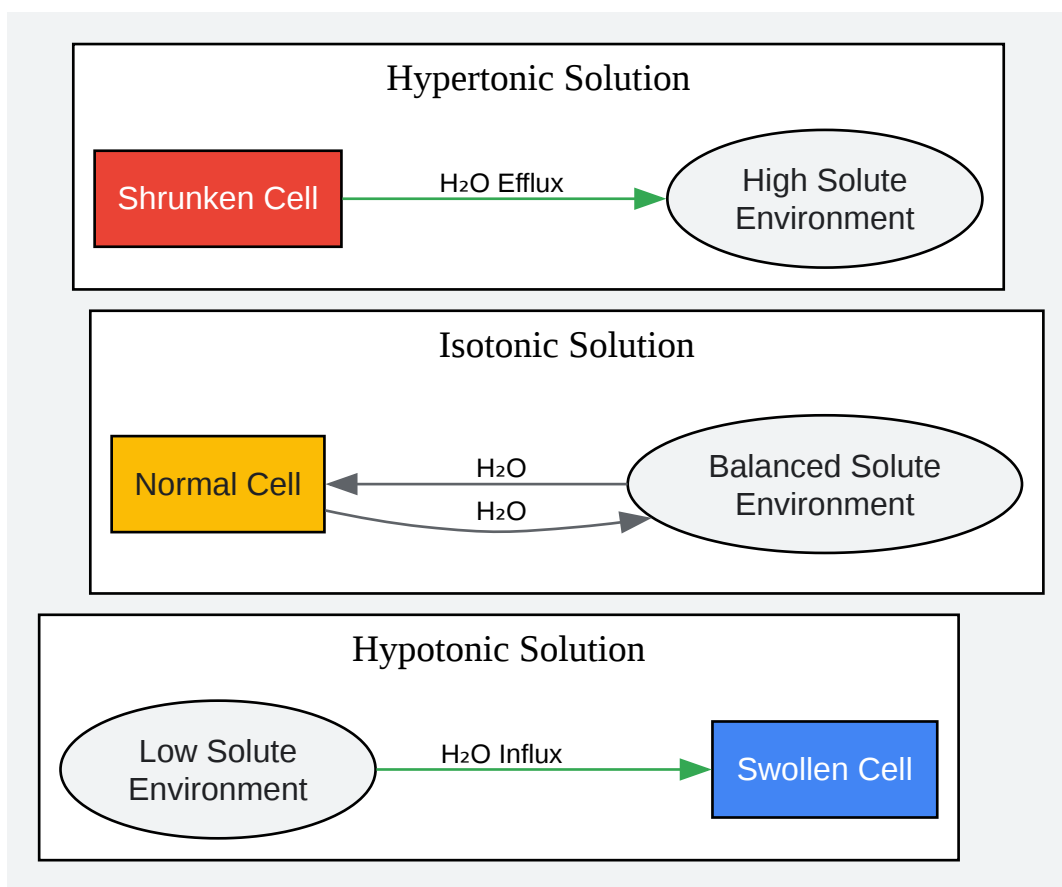 Hypertonic Solution
Shrunken Cell
H₂O Efflux
High Solute
Environment
Isotonic Solution
Normal Cell
H₂O
H₂O
Balanced Solute
Environment
Hypotonic Solution
Low Solute
Environment
H₂O Influx
Swollen Cell